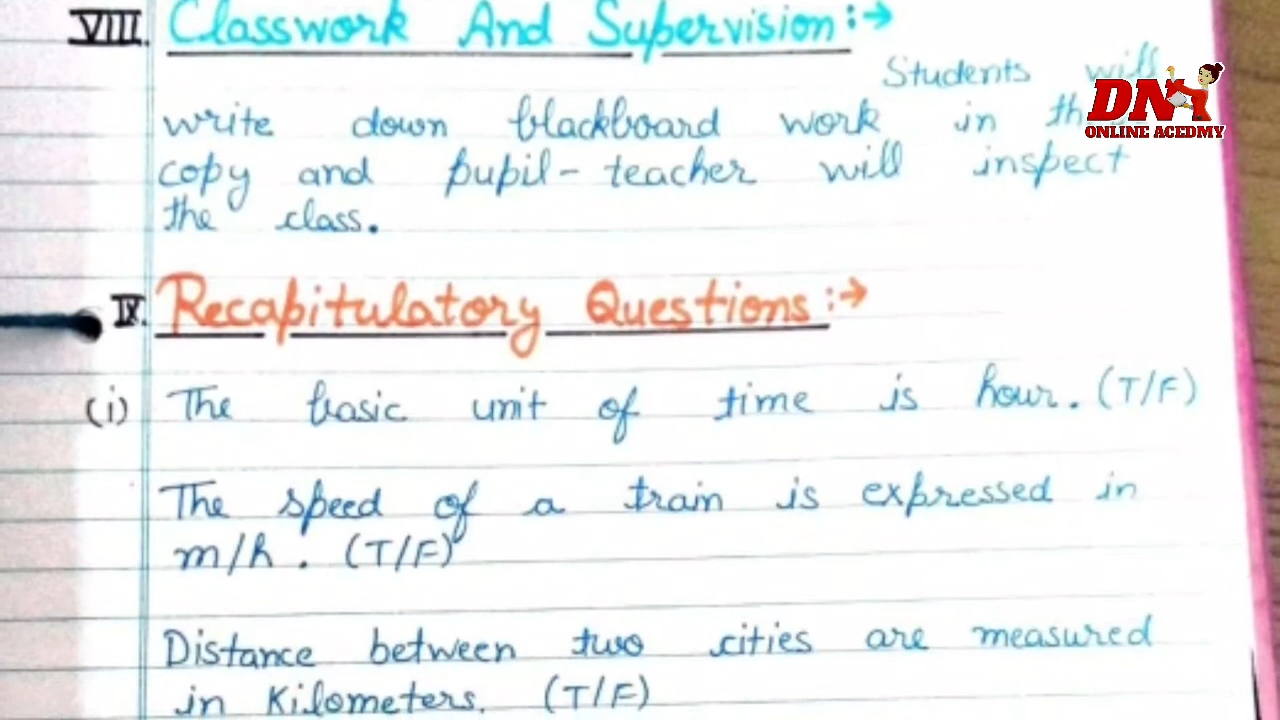 VIII. Classwork And Supervision:→
Students will
write down blackboard work in
copy and pupil-teacher will inspect
the class.
IX. Recapitulatory Questions:→
(i) The basic unit of time is hour. (T/F)
The speed of a train is expressed in
m/h. (T/F)
Distance between two cities are measured
in Kilometers. (T/F)
DNA
ONLINE ACEDMY